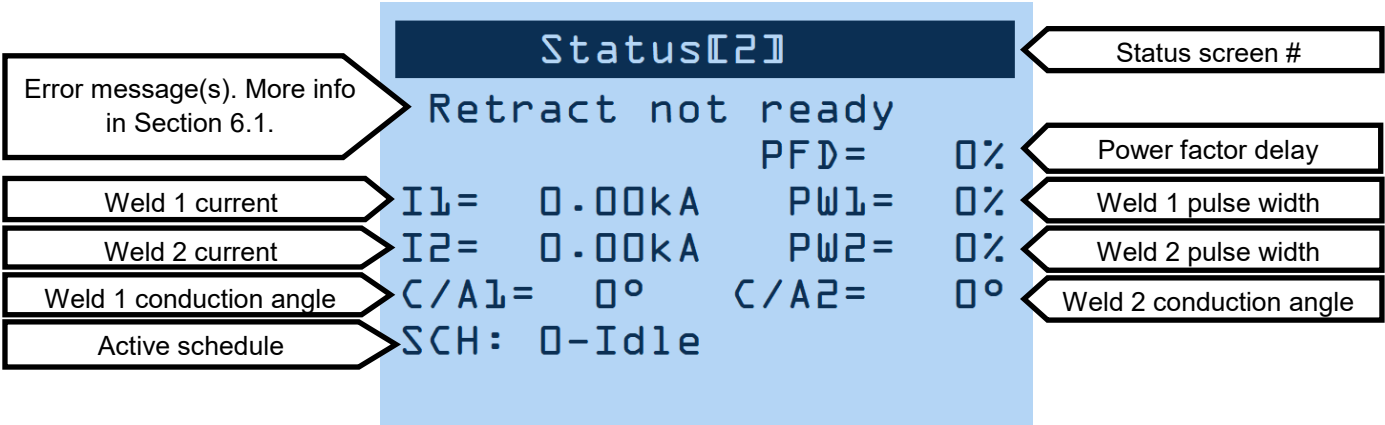 Status[2]
Status screen #
Error message(s). More info
in Section 6.1.
Retract not ready
PFD= 0%
Power factor delay
Weld 1 current
I1= 0.00kA PW1= 0%
Weld 1 pulse width
Weld 2 current
I2= 0.00kA PW2= 0%
Weld 2 pulse width
Weld 1 conduction angle
C/A1= 0° C/A2= 0°
Weld 2 conduction angle
Active schedule
SCH: 0-Idle